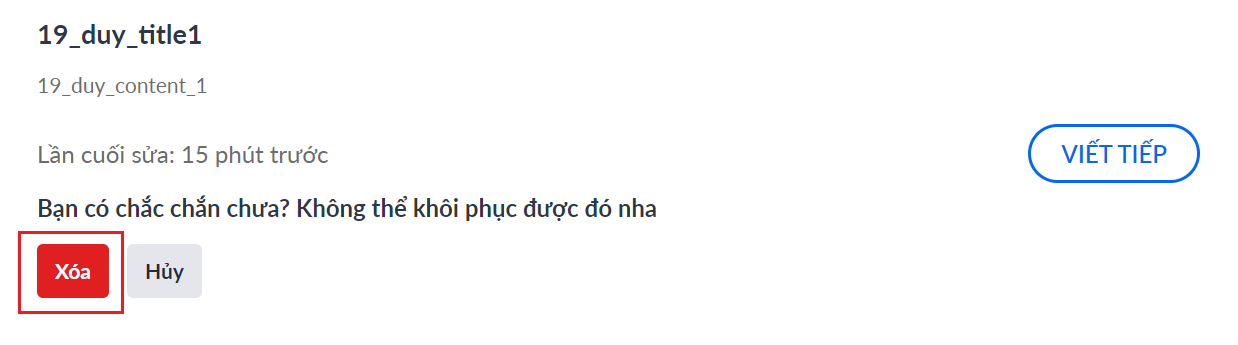 19_duy_title1
19_duy_content_1
Lần cuối sửa: 15 phút trước
VIẾT TIẾP
Bạn có chắc chắn chưa? Không thể khôi phục được đó nha
Xóa
Hủy